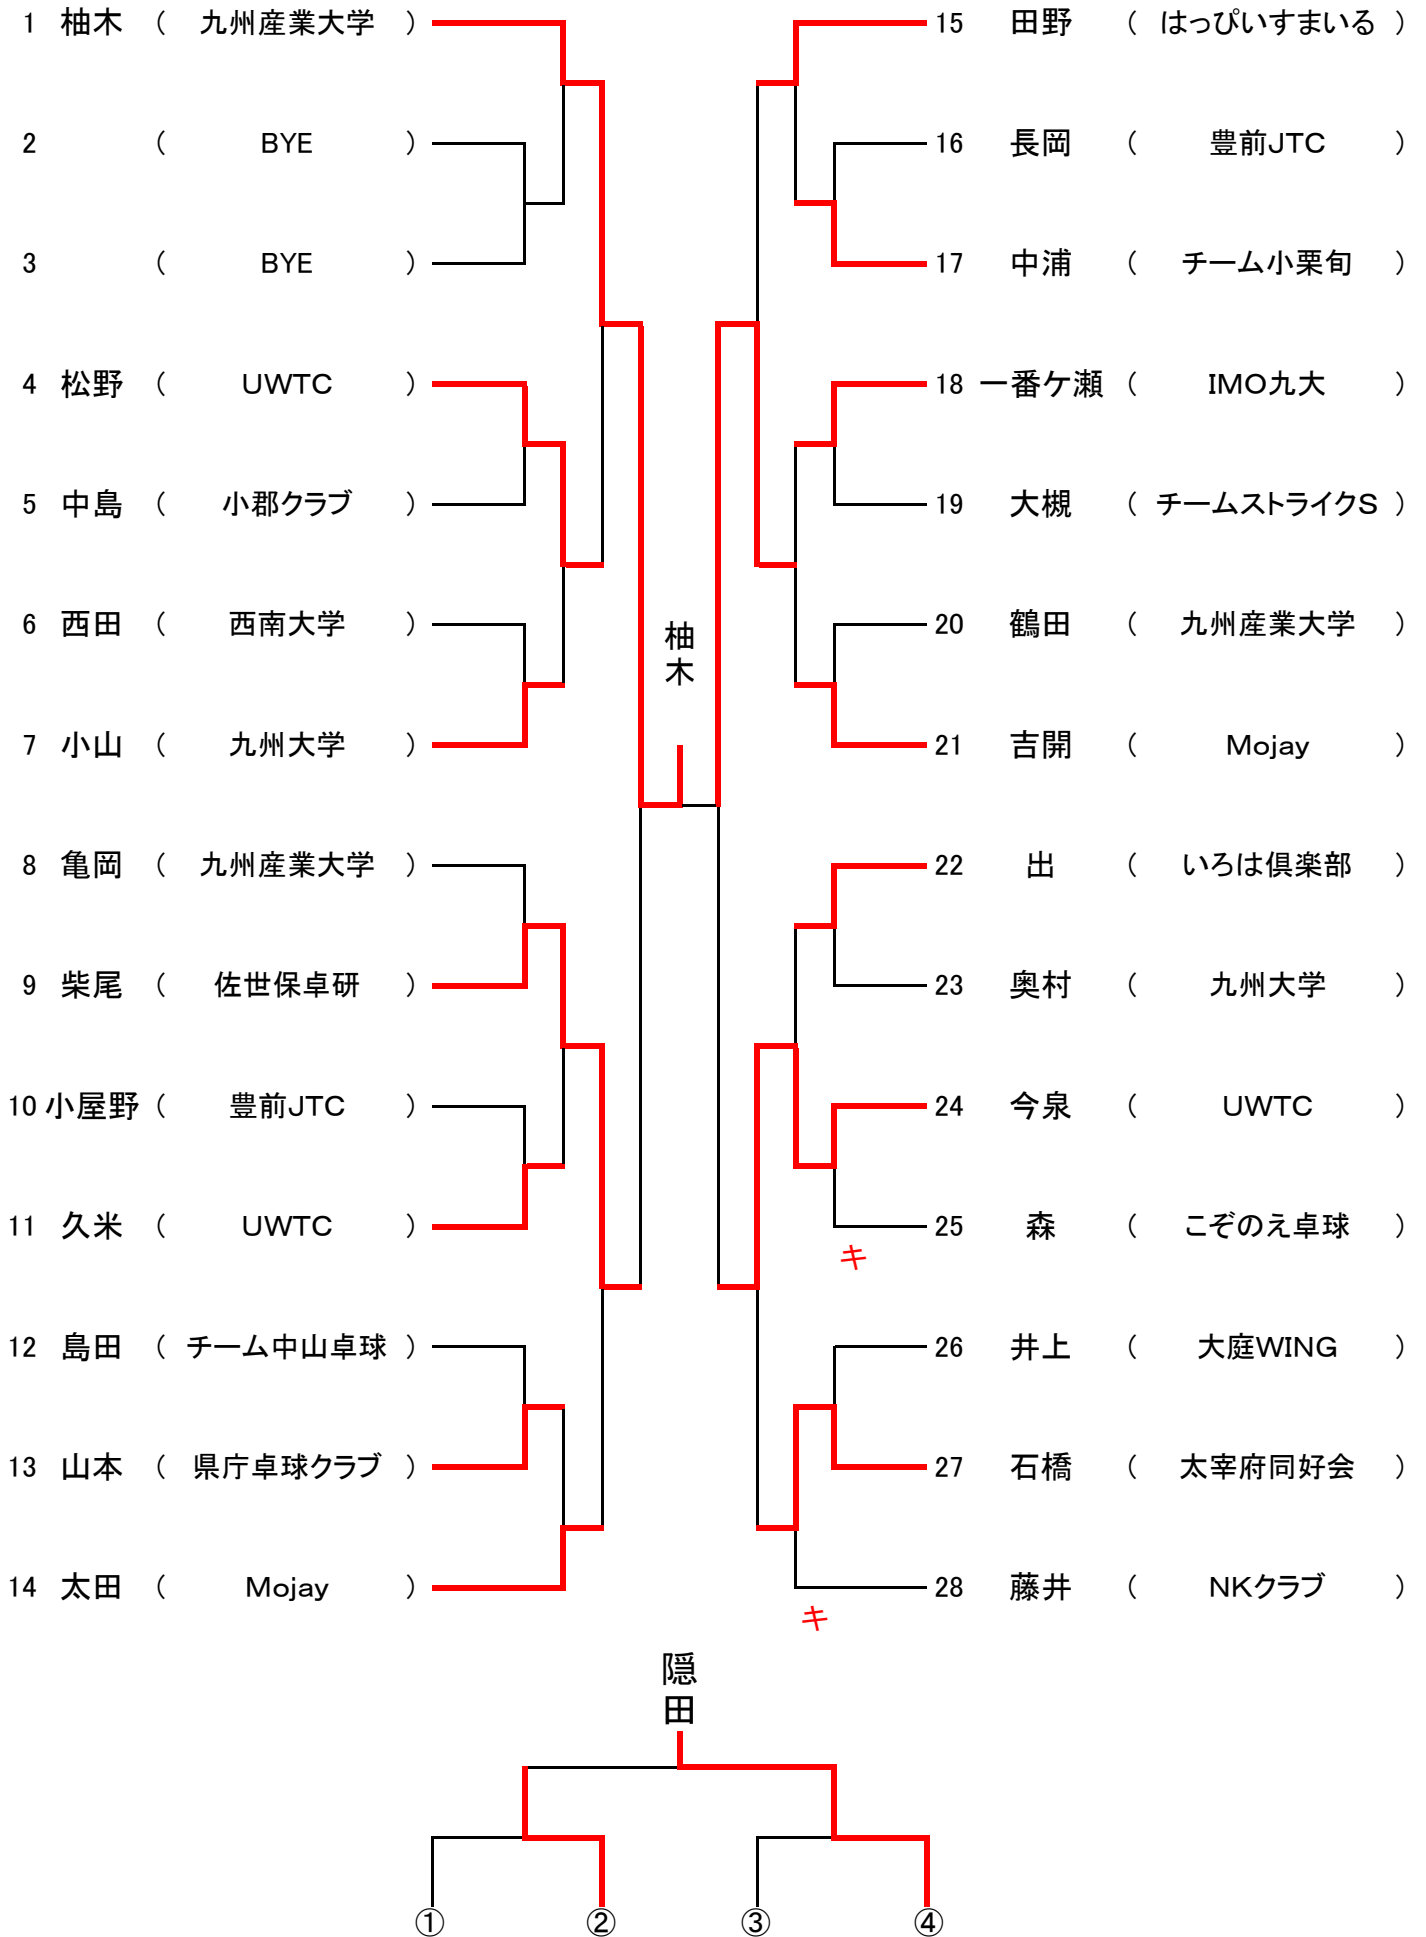 1 柚木 ( 九州産業大学 )
2 ( BYE )
3 ( BYE )
4 松野 ( UWTC )
5 中島 ( 小郡クラブ )
6 西田 ( 西南大学 )
7 小山 ( 九州大学 )
8 亀岡 ( 九州産業大学 )
9 柴尾 ( 佐世保卓研 )
10 小屋野 ( 豊前JTC )
11 久米 ( UWTC )
12 島田 ( チーム中山卓球 )
13 山本 ( 県庁卓球クラブ )
14 太田 ( Mojay )
柚木
15 田野 ( はっぴいすまいる )
16 長岡 ( 豊前JTC )
17 中浦 ( チーム小栗旬 )
18 一番ケ瀬 ( IMO九大 )
19 大槻 ( チームストライクS )
20 鶴田 ( 九州産業大学 )
21 吉開 ( Mojay )
22 出 ( いろは倶楽部 )
23 奥村 ( 九州大学 )
24 今泉 ( UWTC )
25 森 ( こぞのえ卓球 )
キ
26 井上 ( 大庭WING )
27 石橋 ( 太宰府同好会 )
28 藤井 ( NKクラブ )
キ
隠田
① ② ③ ④